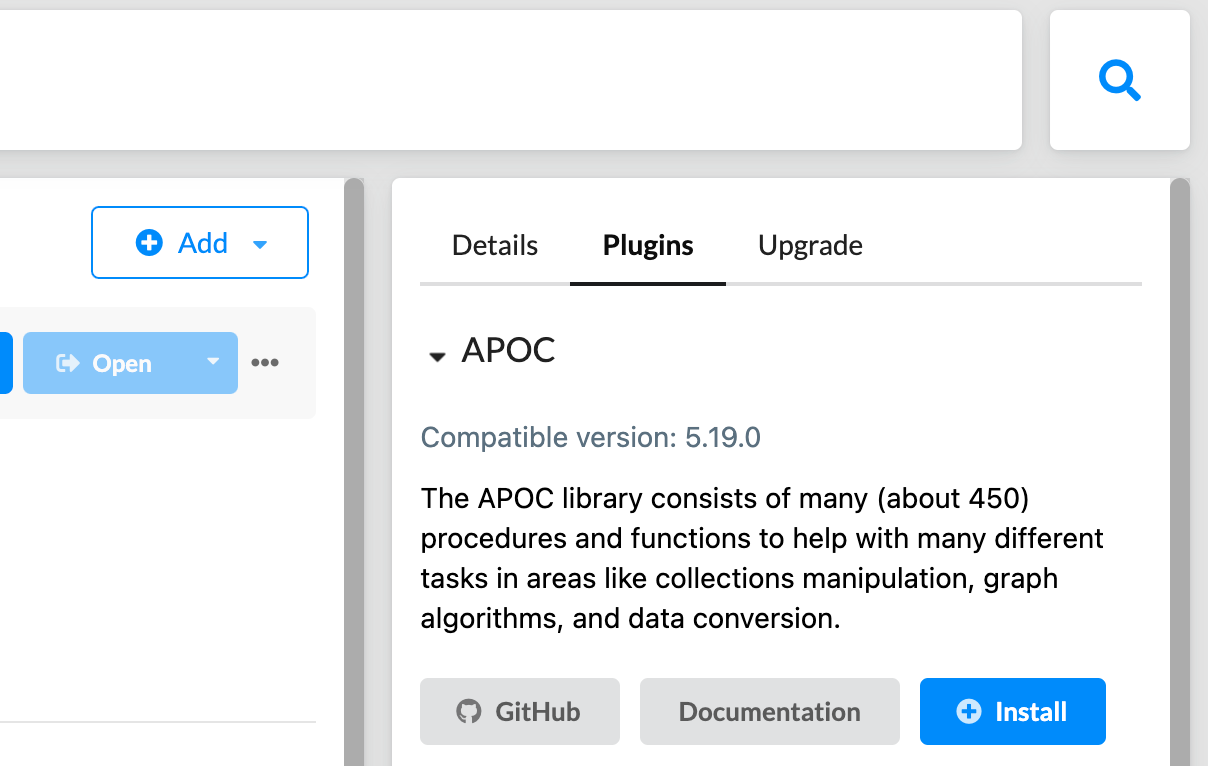 Add
Open
Details Plugins Upgrade
APOC
Compatible version: 5.19.0
The APOC library consists of many (about 450)
procedures and functions to help with many different
tasks in areas like collections manipulation, graph
algorithms, and data conversion.
GitHub Documentation Install